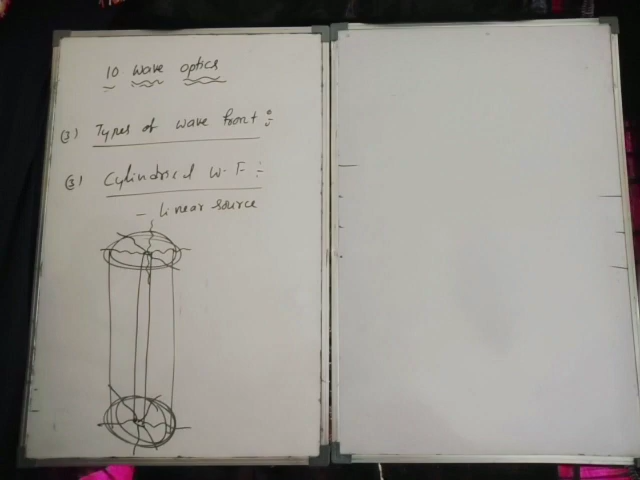 10 Wave optics
(3) Types of wave front :-
(3) Cylindrical W.F :-
- Linear source